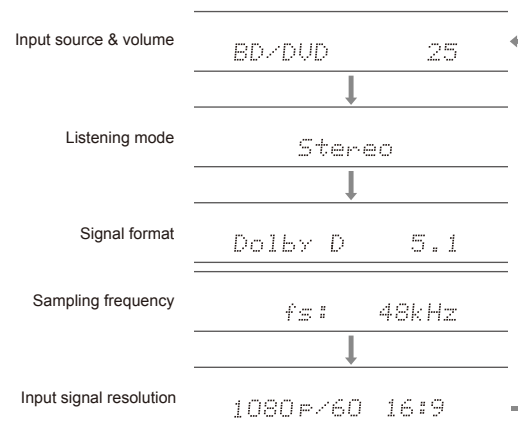 Input source & volume
BD/DVD 25
Listening mode
Stereo
Signal format
Dolby D 5.1
Sampling frequency
fs: 48kHz
Input signal resolution
1080p/60 16:9